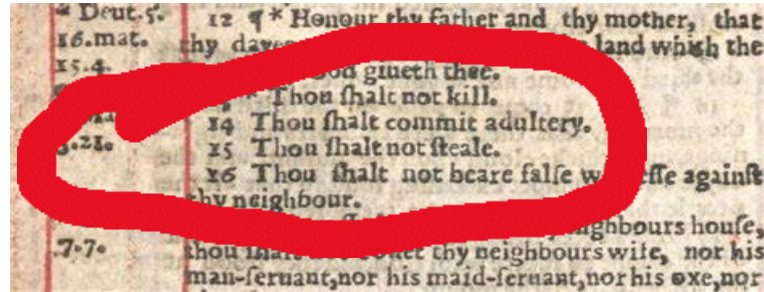 Deut.5.
16.mat.
15.4.
5.21.
7.7.
12 ¶ * Honour thy father and thy mother, that
thy land which the
giueth thee.
Thou ſhalt not kill.
14 Thou ſhalt commit adultery.
15 Thou ſhalt not ſteale.
16 Thou ſhalt not beare falſe againſt
thy neighbour.
houſe,
thou thy neighbours wife, nor his
man-ſeruant,nor his maid-ſeruant,nor his oxe,nor